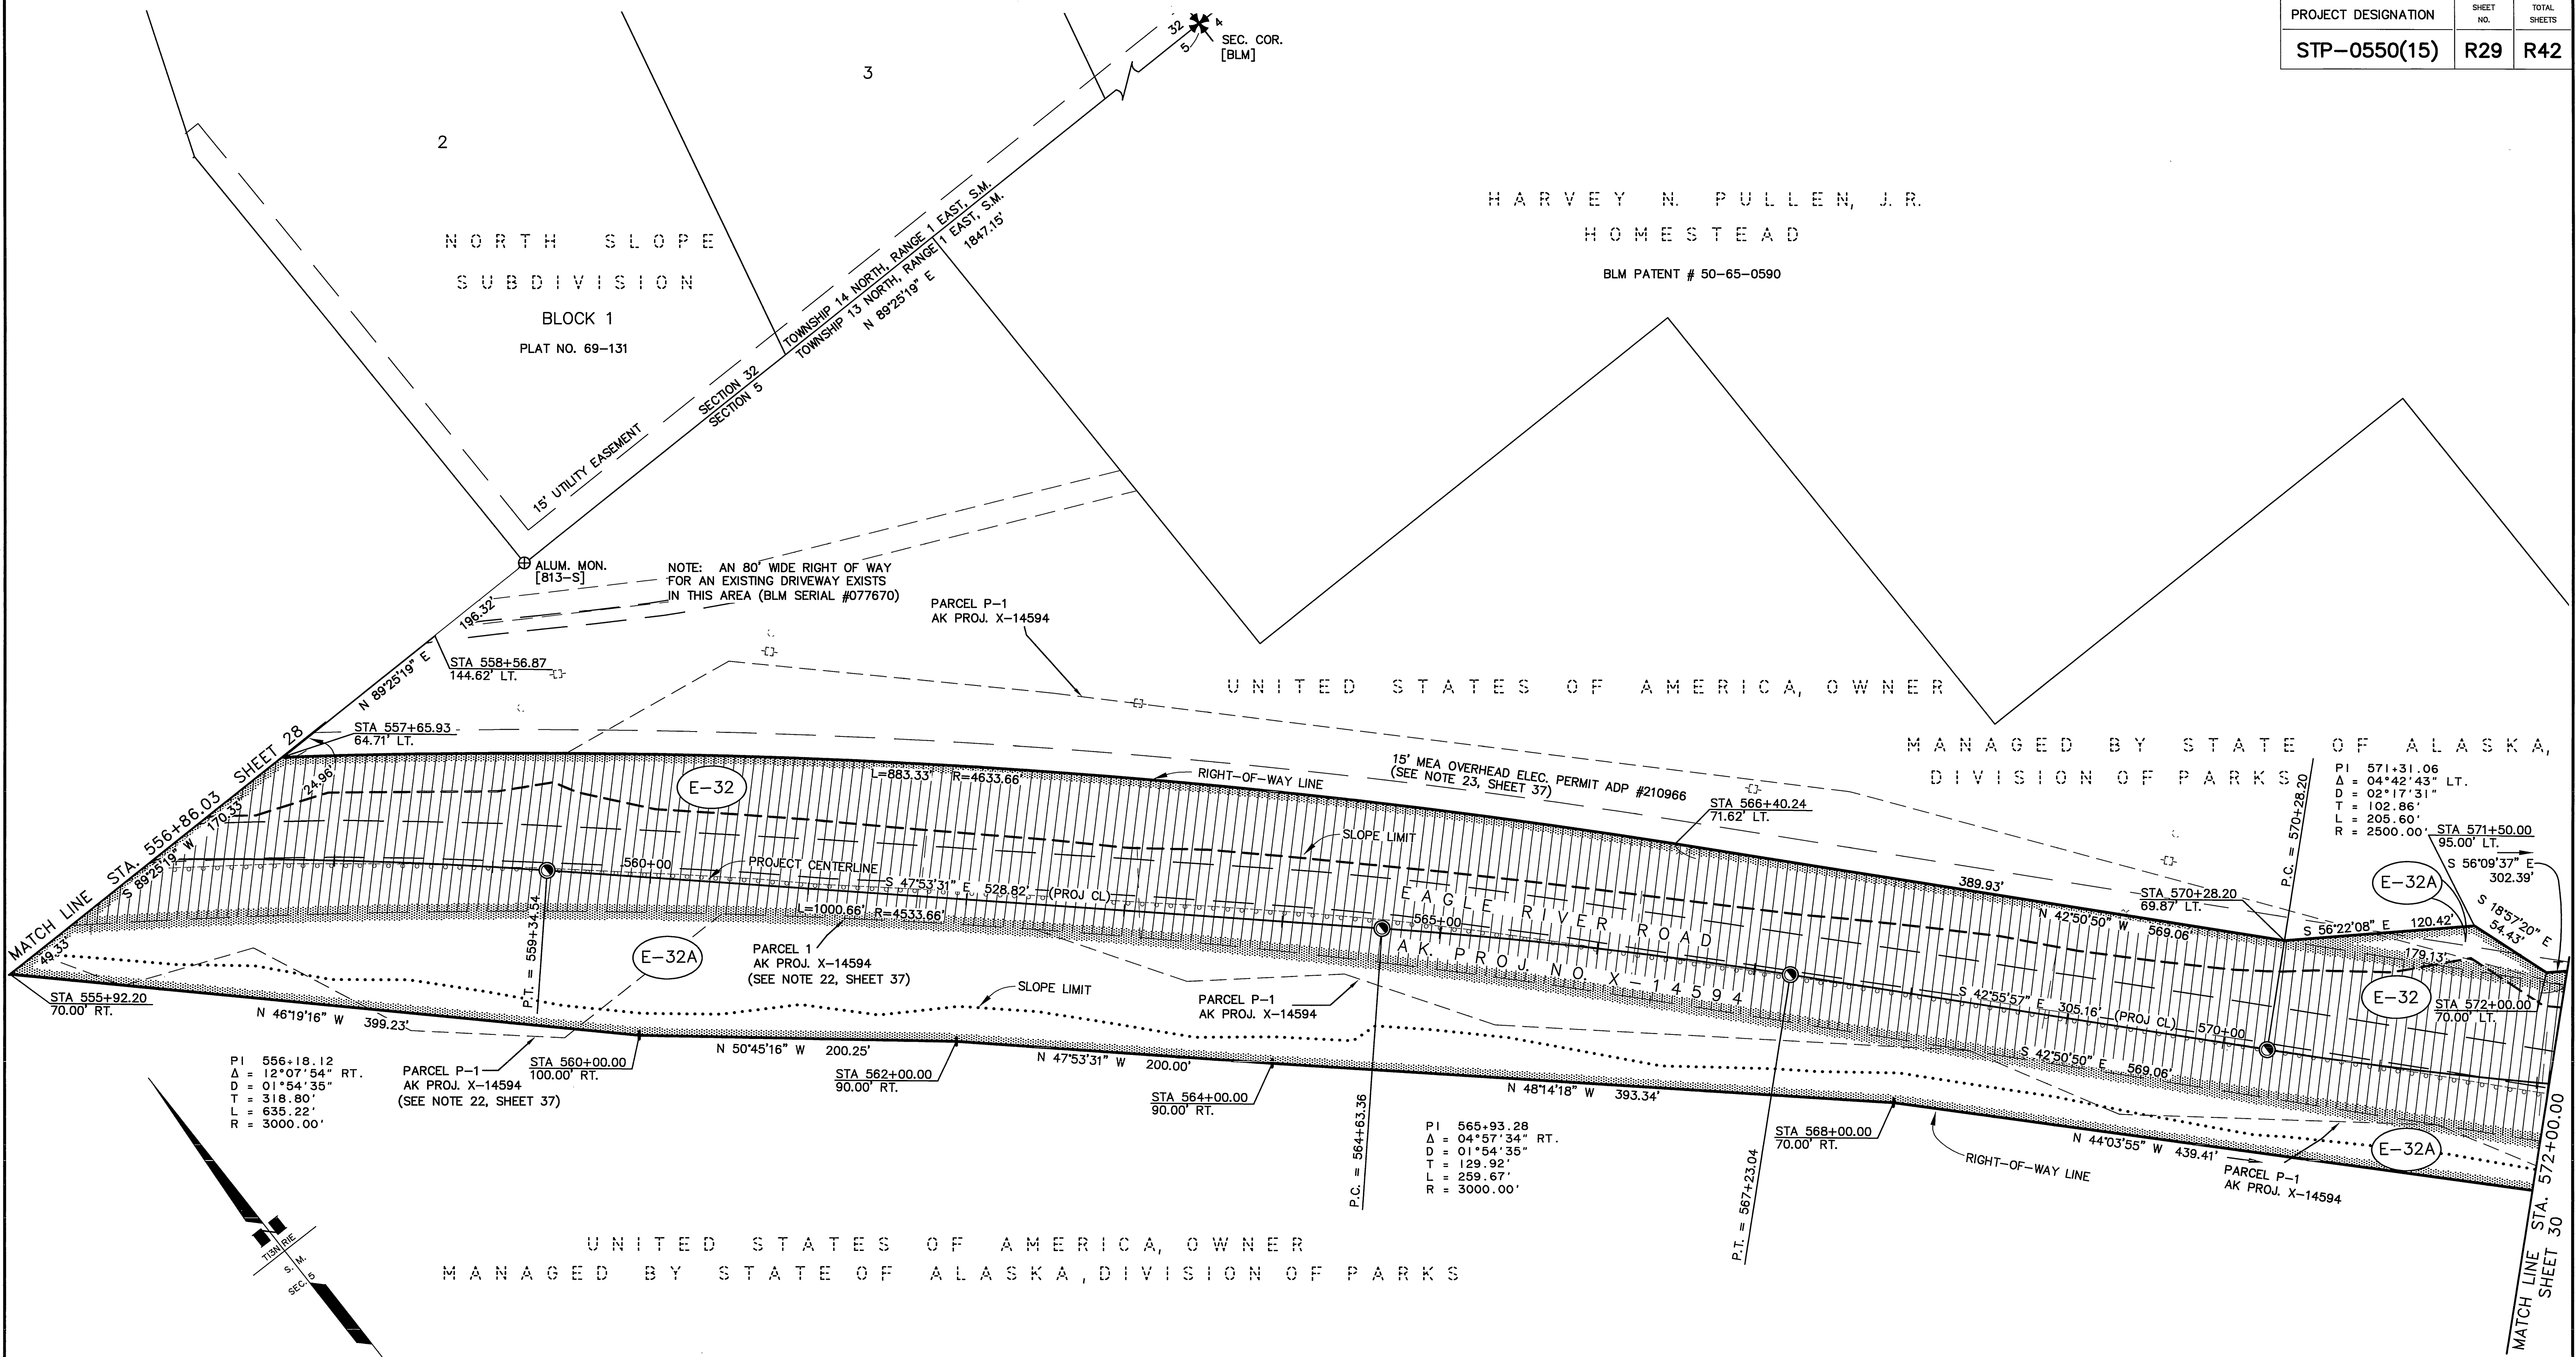 PROJECT DESIGNATION
SHEET
NO.
TOTAL
SHEETS
STP-0550(15)
R29
R42
32
4
5
SEC. COR.
[BLM]
2
3
NORTH SLOPE
SUBDIVISION
BLOCK 1
PLAT NO. 69-131
HARVEY N. PULLEN, J.R.
HOMESTEAD
BLM PATENT # 50-65-0590
TOWNSHIP 14 NORTH, RANGE 1 EAST, S.M.
TOWNSHIP 13 NORTH, RANGE 1 EAST, S.M.
N 89°25'19" E
1847.15'
SECTION 32
SECTION 5
15' UTILITY EASEMENT
ALUM. MON.
[813-S]
NOTE: AN 80' WIDE RIGHT OF WAY
FOR AN EXISTING DRIVEWAY EXISTS
IN THIS AREA (BLM SERIAL #077670)
196.32'
PARCEL P-1
AK PROJ. X-14594
STA 558+56.87
144.62' LT.
N 89°25'19" E
UNITED STATES OF AMERICA, OWNER
MANAGED BY STATE OF ALASKA,
DIVISION OF PARKS
STA 557+65.93
64.71' LT.
24.96'
MATCH LINE STA. 556+86.03 SHEET 28
S 89°25'19" W
170.33'
49.33'
E-32
L=883.33' R=4633.66'
RIGHT-OF-WAY LINE
15' MEA OVERHEAD ELEC. PERMIT ADP #210966
(SEE NOTE 23, SHEET 37)
STA 566+40.24
71.62' LT.
SLOPE LIMIT
PI 571+31.06
Δ = 04°42'43" LT.
D = 02°17'31"
T = 102.86'
L = 205.60'
R = 2500.00'
P.C. = 570+28.20
STA 571+50.00
95.00' LT.
S 56°09'37" E
302.39'
E-32A
S 18°57'20" E
54.43'
389.93'
STA 570+28.20
69.87' LT.
N 42°50'50" W 569.06'
S 56°22'08" E 120.42'
179.13'
E-32
STA 572+00.00
70.00' LT.
560+00
PROJECT CENTERLINE
S 47°53'31" E 528.82' (PROJ CL)
L=1000.66' R=4533.66'
565+00
EAGLE RIVER ROAD
AK. PROJ. NO. X-14594
S 42°55'57" E 305.16' (PROJ CL)
570+00
S 42°50'50" E 569.06'
P.T. = 559+34.54
E-32A
PARCEL 1
AK PROJ. X-14594
(SEE NOTE 22, SHEET 37)
SLOPE LIMIT
PARCEL P-1
AK PROJ. X-14594
STA 555+92.20
70.00' RT.
N 46°19'16" W 399.23'
PI 556+18.12
Δ = 12°07'54" RT.
D = 01°54'35"
T = 318.80'
L = 635.22'
R = 3000.00'
PARCEL P-1
AK PROJ. X-14594
(SEE NOTE 22, SHEET 37)
STA 560+00.00
100.00' RT.
N 50°45'16" W 200.25'
STA 562+00.00
90.00' RT.
N 47°53'31" W 200.00'
STA 564+00.00
90.00' RT.
P.C. = 564+63.36
N 48°14'18" W 393.34'
PI 565+93.28
Δ = 04°57'34" RT.
D = 01°54'35"
T = 129.92'
L = 259.67'
R = 3000.00'
P.T. = 567+23.04
STA 568+00.00
70.00' RT.
RIGHT-OF-WAY LINE
N 44°03'55" W 439.41'
PARCEL P-1
AK PROJ. X-14594
E-32A
MATCH LINE STA. 572+00.00
SHEET 30
T13N R1E
S. M.
SEC. 5
UNITED STATES OF AMERICA, OWNER
MANAGED BY STATE OF ALASKA, DIVISION OF PARKS